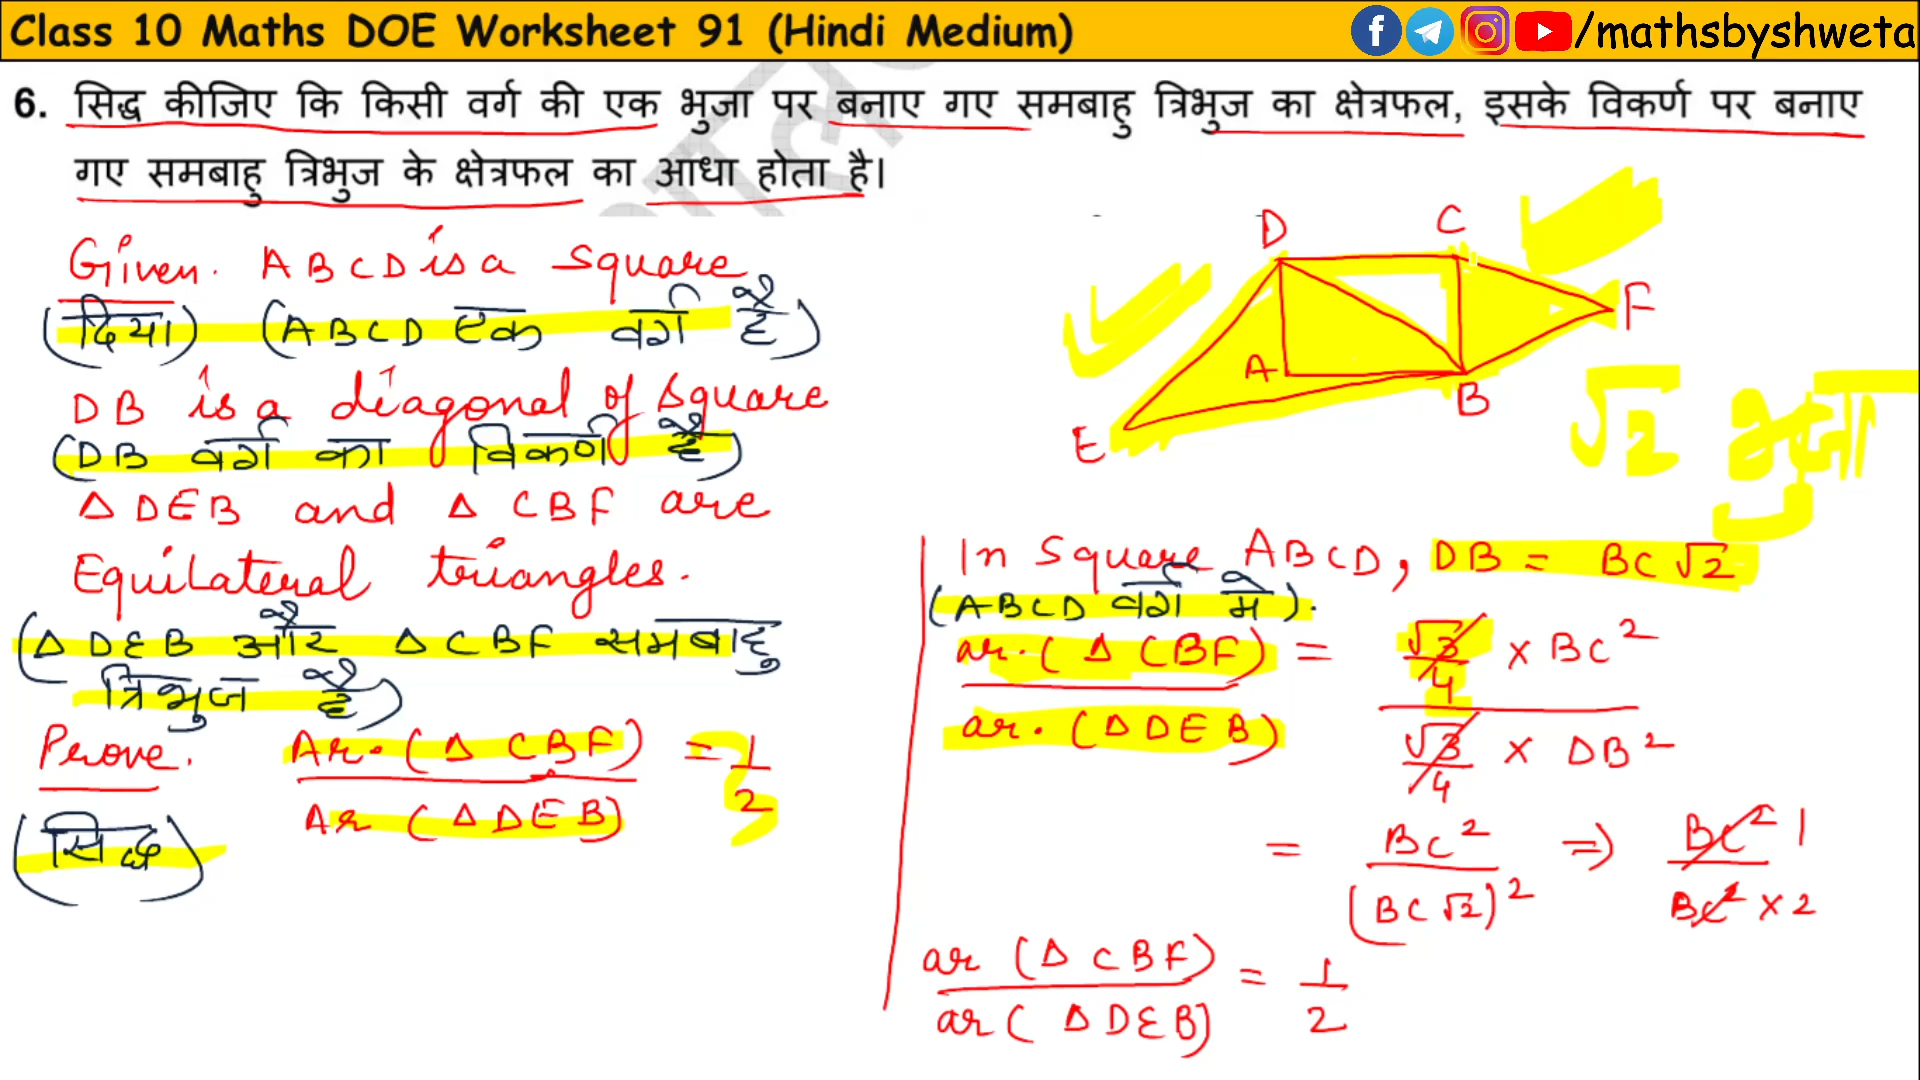 Class 10 Maths DOE Worksheet 91 (Hindi Medium)
/mathsbyshweta
6. सिद्ध कीजिए कि किसी वर्ग की एक भुजा पर बनाए गए समबाहु त्रिभुज का क्षेत्रफल, इसके विकर्ण पर बनाए
गए समबाहु त्रिभुज के क्षेत्रफल का आधा होता है।
Given. ABCD is a square
(दिया) (ABCD एक वर्ग है)
DB is a diagonal of square
(DB वर्ग का विकर्ण है)
Δ DEB and Δ CBF are
Equilateral triangles.
(Δ DEB और Δ CBF समबाहु
त्रिभुज है)
Prove. Ar.(Δ CBF) / Ar (Δ DEB) = 1/2
(सिद्ध)
D C
F
A
B
E
√2 भुजा
In square ABCD, DB = BC√2
(ABCD वर्ग में).
ar.(Δ CBF) / ar.(Δ DEB) = √3/4 × BC² / √3/4 × DB²
= BC² / (BC√2)² ⇒ BC² 1 / BC² × 2
ar (Δ CBF) / ar (Δ DEB) = 1/2